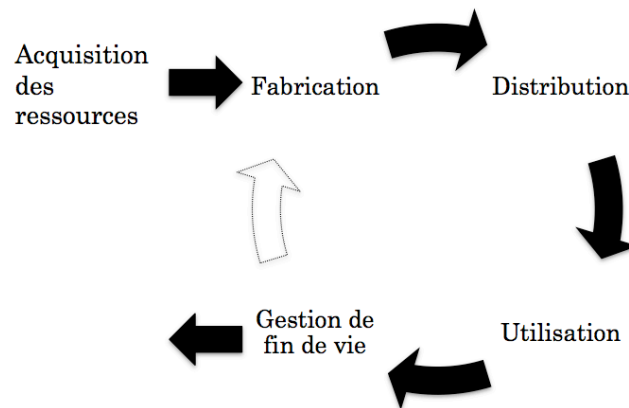 Acquisition
des
ressources
Fabrication
Distribution
Utilisation
Gestion de
fin de vie